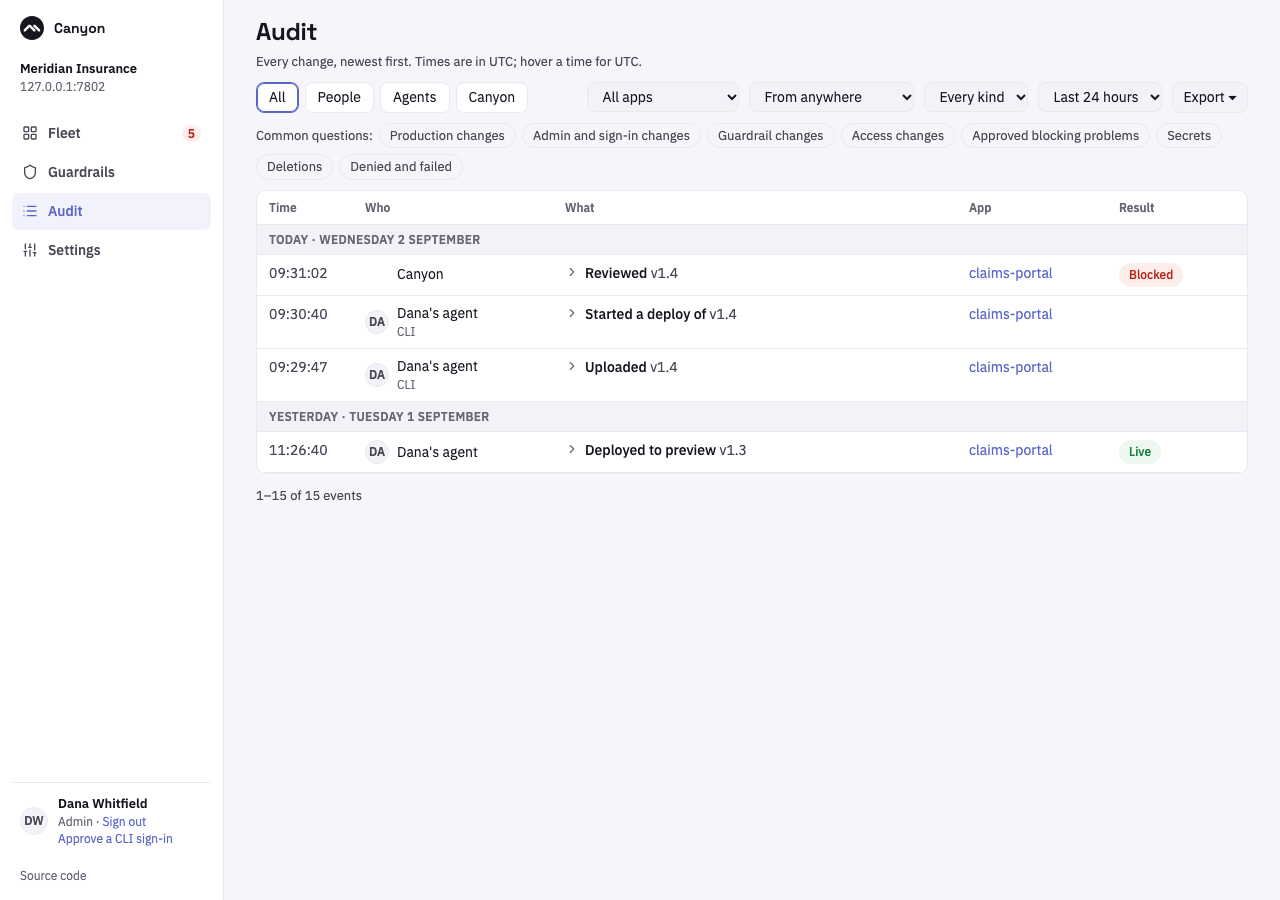 Canyon
Meridian Insurance
127.0.0.1:7802
Fleet 5
Guardrails
Audit
Settings
Dana Whitfield
DW
Admin · Sign out
Approve a CLI sign-in
Source code
Audit
Every change, newest first. Times are in UTC; hover a time for UTC.
All People Agents Canyon All apps From anywhere Every kind Last 24 hours Export
Common questions: Production changes Admin and sign-in changes Guardrail changes Access changes Approved blocking problems Secrets
Deletions Denied and failed
Time Who What App Result
TODAY · WEDNESDAY 2 SEPTEMBER
09:31:02 Canyon Reviewed v1.4 claims-portal Blocked
09:30:40 DA Dana's agent Started a deploy of v1.4 claims-portal
CLI
09:29:47 DA Dana's agent Uploaded v1.4 claims-portal
CLI
YESTERDAY · TUESDAY 1 SEPTEMBER
11:26:40 DA Dana's agent Deployed to preview v1.3 claims-portal Live
1–15 of 15 events